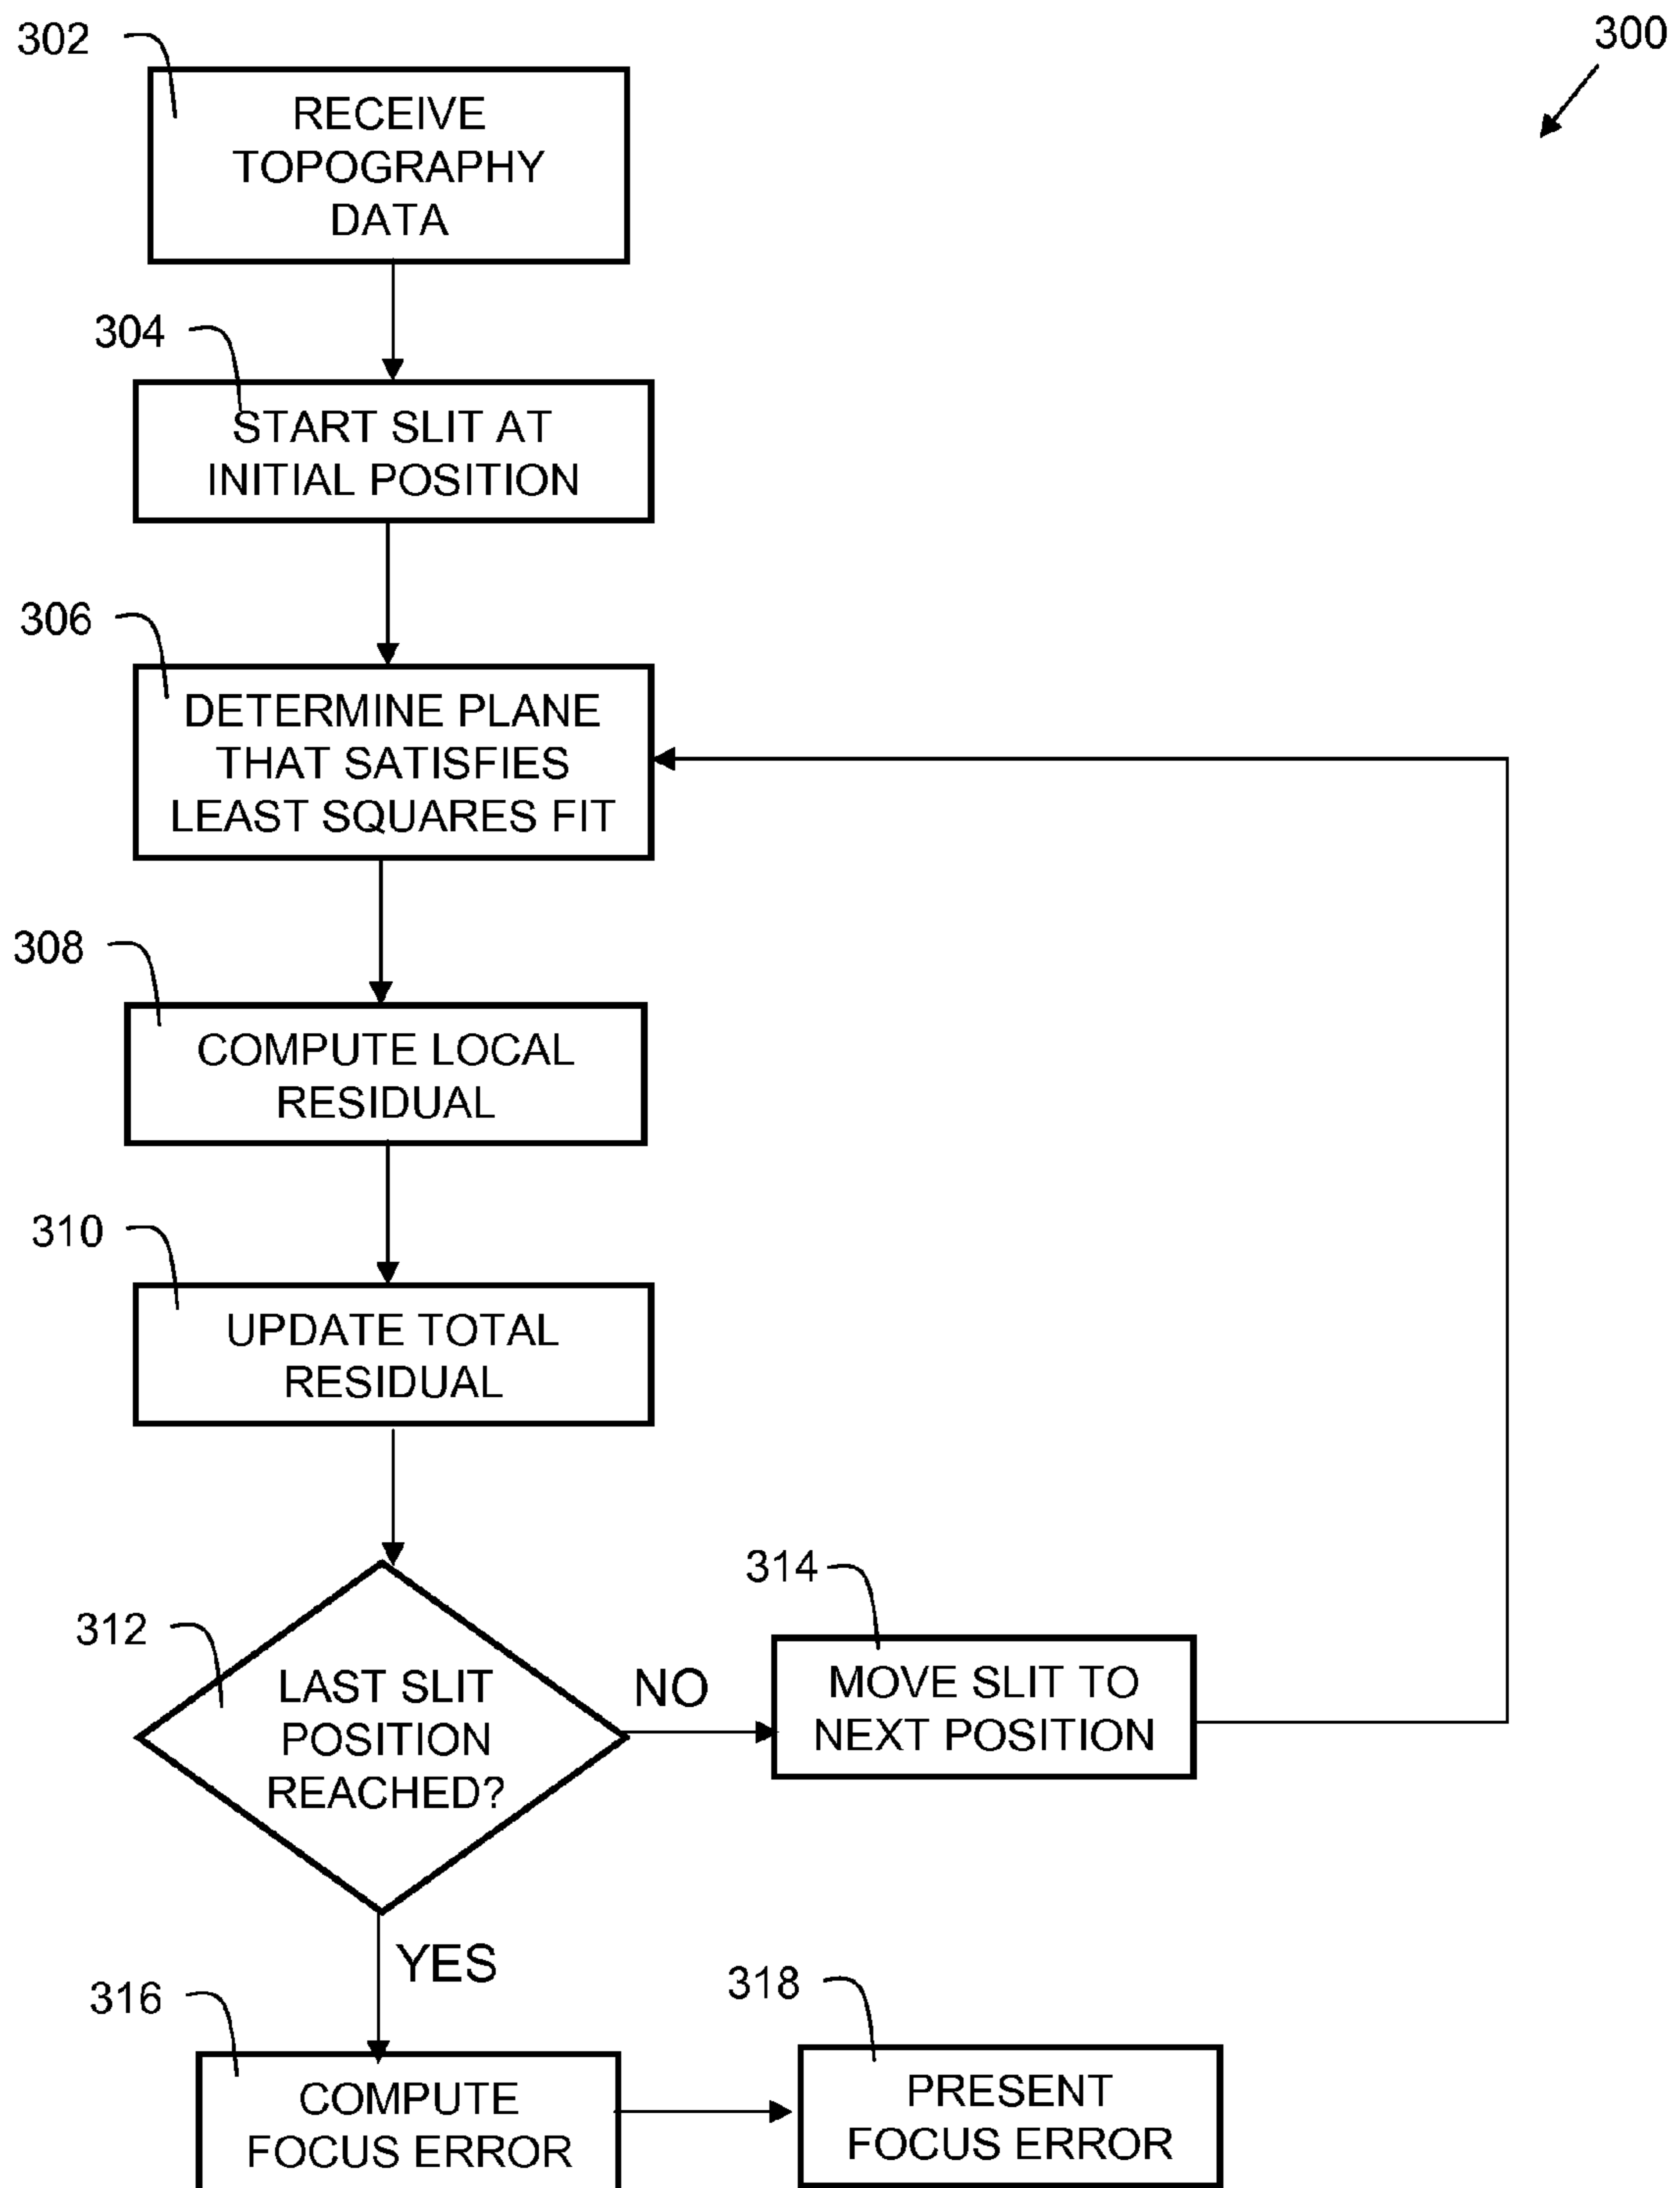 300
302
RECEIVE
TOPOGRAPHY
DATA
304
START SLIT AT
INITIAL POSITION
306
DETERMINE PLANE
THAT SATISFIES
LEAST SQUARES FIT
308
COMPUTE LOCAL
RESIDUAL
310
UPDATE TOTAL
RESIDUAL
312
LAST SLIT
POSITION
REACHED?
NO
314
MOVE SLIT TO
NEXT POSITION
YES
316
COMPUTE
FOCUS ERROR
318
PRESENT
FOCUS ERROR